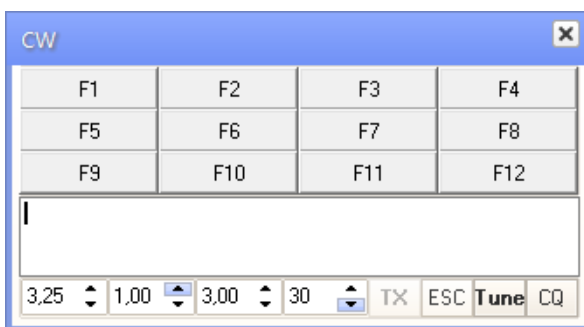 CW
F1 F2 F3 F4
F5 F6 F7 F8
F9 F10 F11 F12
3,25 1,00 3,00 30 TX ESC Tune CQ